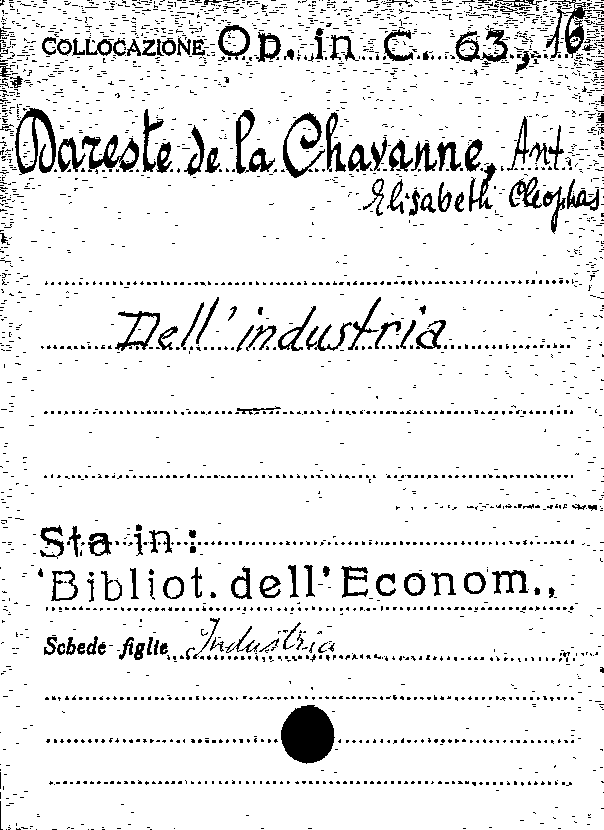 COLLOCAZIONE Op. in C. 63, 16
Dareste de la Chavanne, Ant.
Elisabeth Cleophas
Dell'industria
Sta in:
'Bibliot. dell'Econom.,
Schede figlie Industria